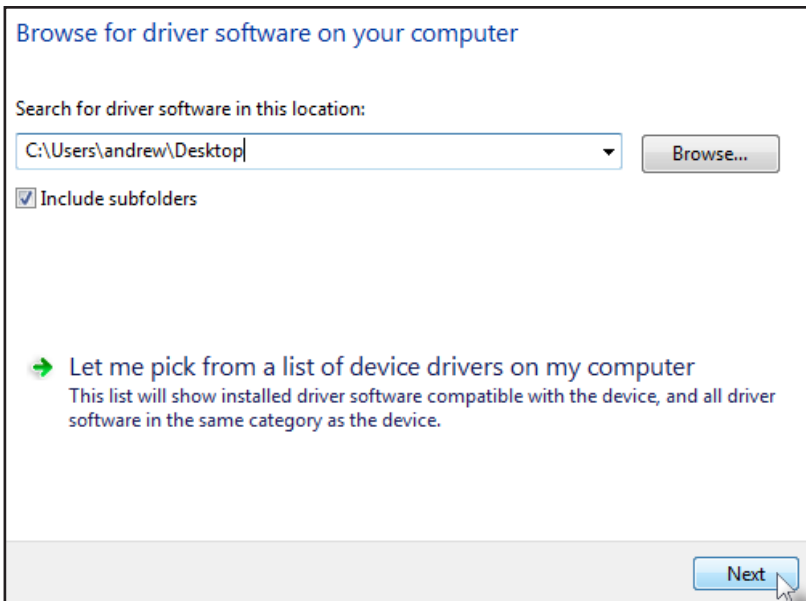 Browse for driver software on your computer
Search for driver software in this location:
C:\Users\andrew\Desktop
Browse...
Include subfolders
Let me pick from a list of device drivers on my computer
This list will show installed driver software compatible with the device, and all driver
software in the same category as the device.
Next